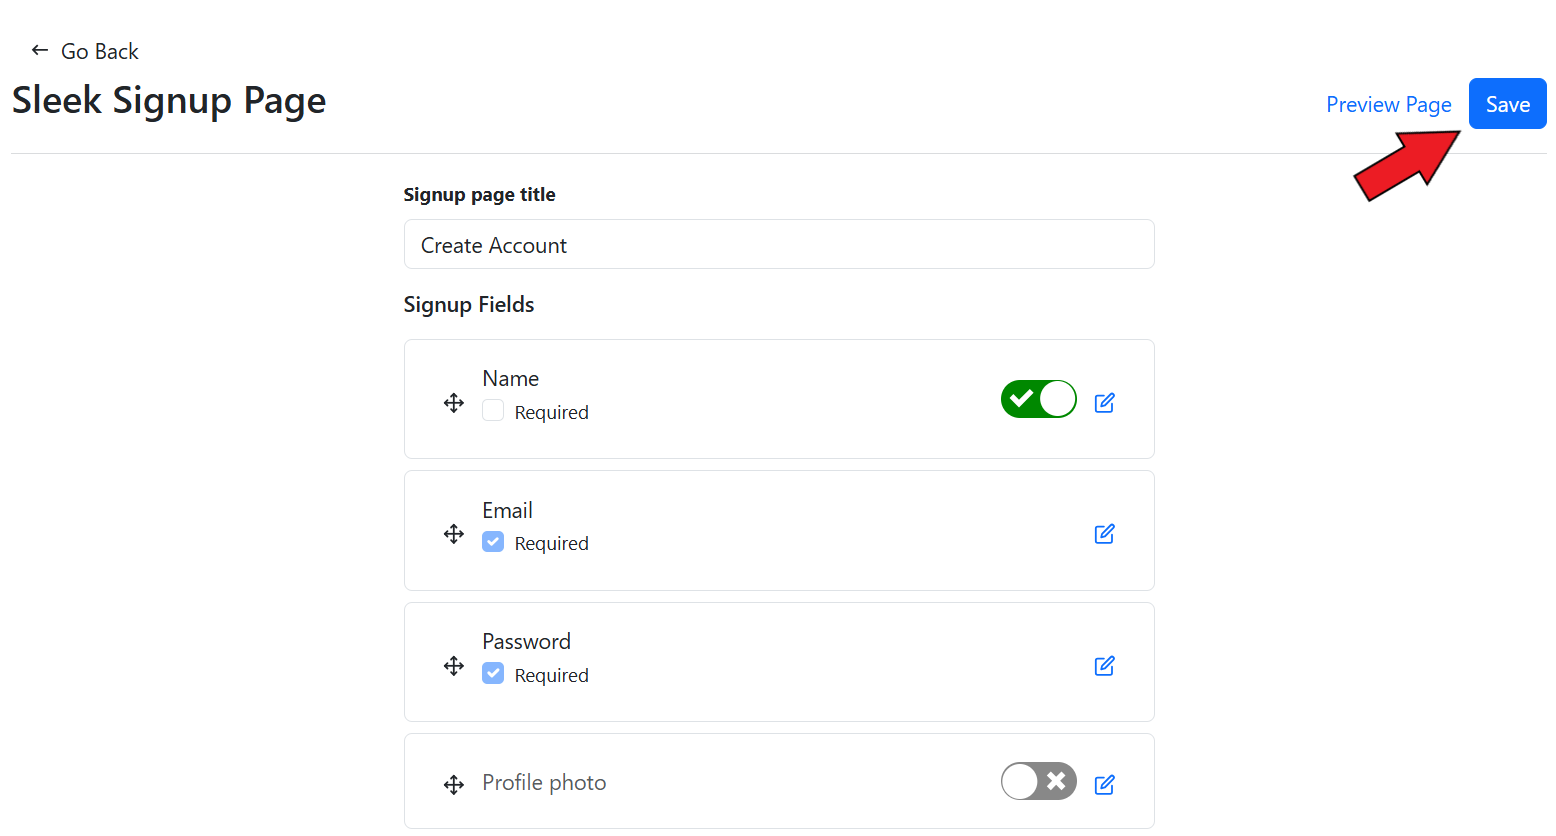 Go Back
Sleek Signup Page
Preview Page
Save
Signup page title
Create Account
Signup Fields
Name
Required
Email
Required
Password
Required
Profile photo